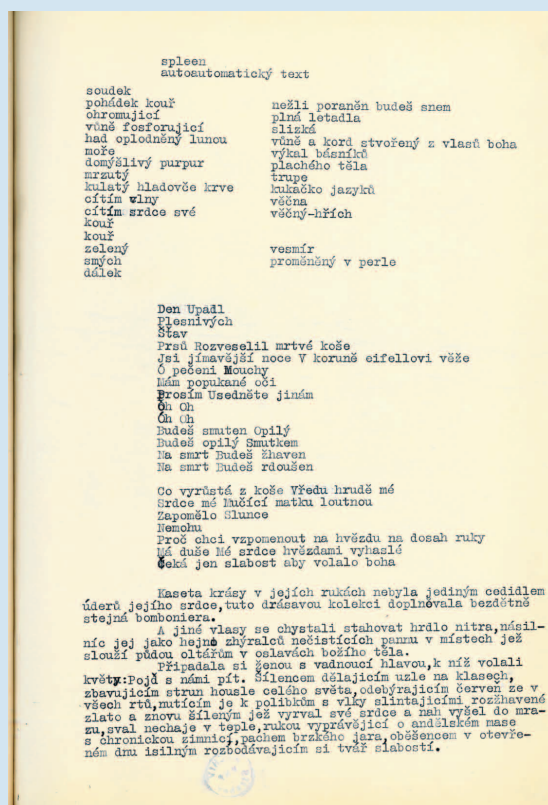 spleen
autoautomatický text
soudek
pohádek kouř
ohromující
vůně fosforující
had oplodněný lunou
moře
domýšlivý purpur
mrzutý
kulatý hladovče krve
cítím vlny
cítím srdce své
kouř
kouř
zelený
smých
dálek
nežli poraněn budeš snem
plná letadla
slizká
vůně a kord stvořený z vlasů boha
výkal básníků
plachého těla
trupe
kukačko jazyků
věčna
věčný-hřích
vesmír
proměněný v perle
Den Upadl
Plesnivých
Šťav
Prsů Rozveselil mrtvé koše
Jsi jímavější noce V koruně eifellovi věže
Ó pečeni Mouchy
Mám popukané oči
Prosím Usedněte jinám
Óh Oh
Óh Oh
Budeš smuten Opilý
Budeš opilý Smutkem
Na smrt Budeš žhaven
Na smrt Budeš rdoušen
Co vyrůstá z koše Vředu hrudě mé
Srdce mé Mučící matku loutnou
Zapomělo Slunce
Nemohu
Proč chci vzpomenout na hvězdu na dosah ruky
Má duše Mé srdce hvězdami vyhaslé
Čeká jen slabost aby volalo boha
Kaseta krásy v jejích rukách nebyla jediným cedidlem
úderů jejího srdce,tuto drásavou kolekci doplňovala bezdětně
stejná bomboniera.
A jiné vlasy se chystali stahovat hrdlo nitra,násil-
níc jej jako hejno zhýralců nečistících pannu v místech jež
slouží půdou oltářům v oslavách božího těla.
Připadala si ženou s vadnoucí hlavou,k níž volali
květy:Pojď s námi pít. Šílencem dělajícím uzle na klasech,
zbavujicím strun housle celého světa,odebýrajicím červeň ze v
všech rtů,nutícím je k polibkům s vlky slintajícimi rozžhavené
zlato a znovu šíleným jež vyrval své srdce a nah vyšel do mra-
zu,sval nechaje v teple,rukou vyprávějící o andělském mase
s chronickou zimnicí,pachem brzkého jara,oběšencem v otevře-
ném dnu isilným rozbodávajicím si tvář slabostí.